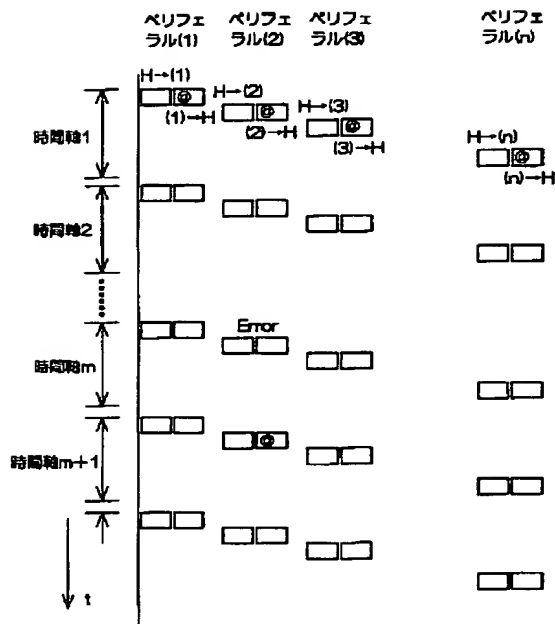 ペリフェ
ラル(1)
ペリフェ
ラル(2)
ペリフェ
ラル(3)
ペリフェ
ラル(n)
H→(1)
@
(1)→H
H→(2)
@
(2)→H
H→(3)
@
(3)→H
H→(n)
@
(n)→H
時間軸1
時間軸2
Error
時間軸m
@
時間軸m+1
t